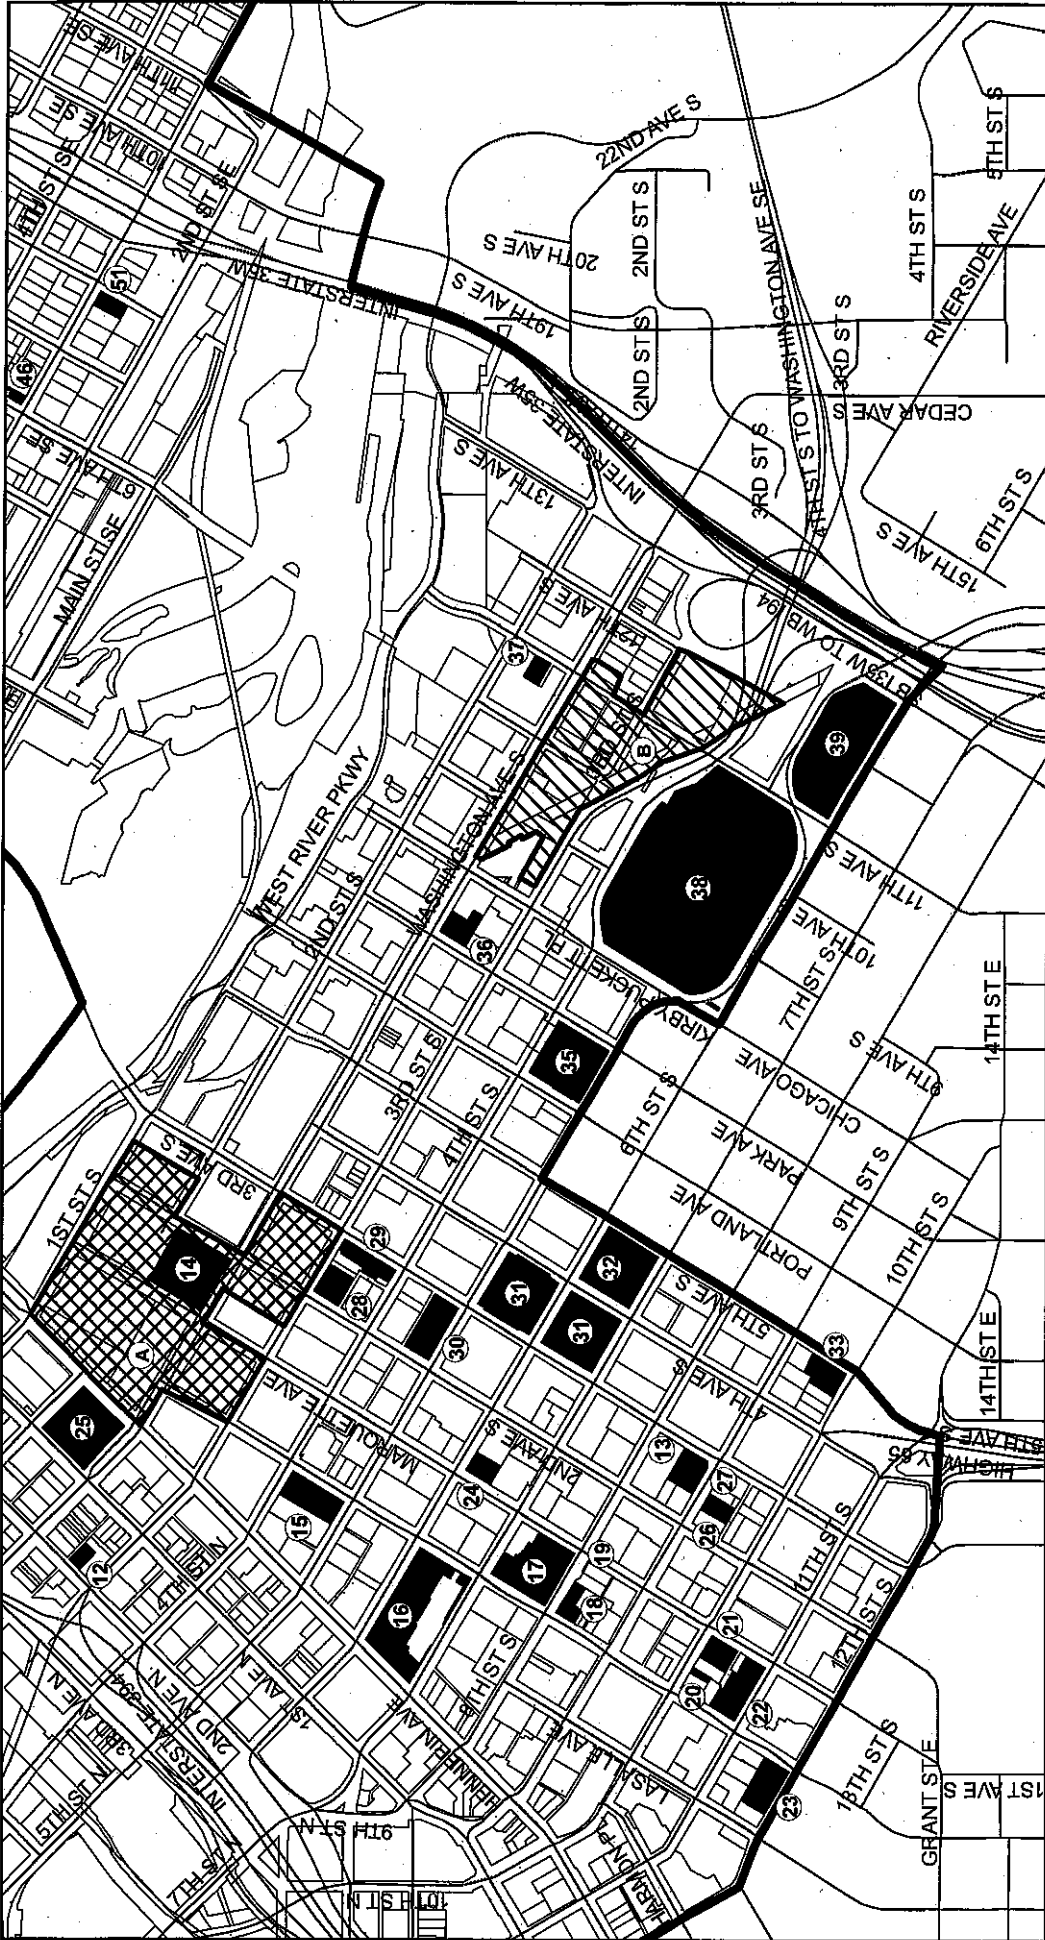 11TH AVE SE
10TH AVE SE
4TH ST SE
2ND ST SE
51
46
6TH AVE SE
MAIN ST SE
INTERSTATE 35W
19TH AVE S
20TH AVE S
22ND AVE S
2ND ST S
2ND ST S
4TH ST S
5TH ST S
RIVERSIDE AVE
3RD ST S
CEDAR AVE S
4TH ST S TO WASHINGTON AVE SE
3RD ST S
15TH AVE S
6TH ST S
INTERSTATE 35W
13TH AVE S
12TH AVE S
37
B
39
38
WEST RIVER PKWY
2ND ST S
WASHINGTON AVE S
36
KIRBY PUCKETT PL
11TH AVE S
10TH AVE
7TH ST S
14TH ST E
9TH AVE S
CHICAGO AVE
PARK AVE
PORTLAND AVE
6TH ST S
35
3RD ST S
4TH ST S
9TH ST S
10TH ST S
1ST ST S
3RD AVE S
14
A
25
29
28
30
31
31
32
5TH AVE S
33
4TH AVE S
14TH ST E
5TH AVE S
HIGHWAY 65
MARQUETTE AVE
2ND AVE S
24
15
12
16
17
18
19
13
27
26
11TH ST S
12TH ST S
21
20
22
23
8TH ST S
LASALLE AVE
HENNEPIN AVE
1ST AVE N
2ND AVE N
INTERSTATE 394
3RD AVE N
5TH ST N
9TH ST N
10TH ST N
HARMON PL
13TH ST S
GRANT ST E
1ST AVE S